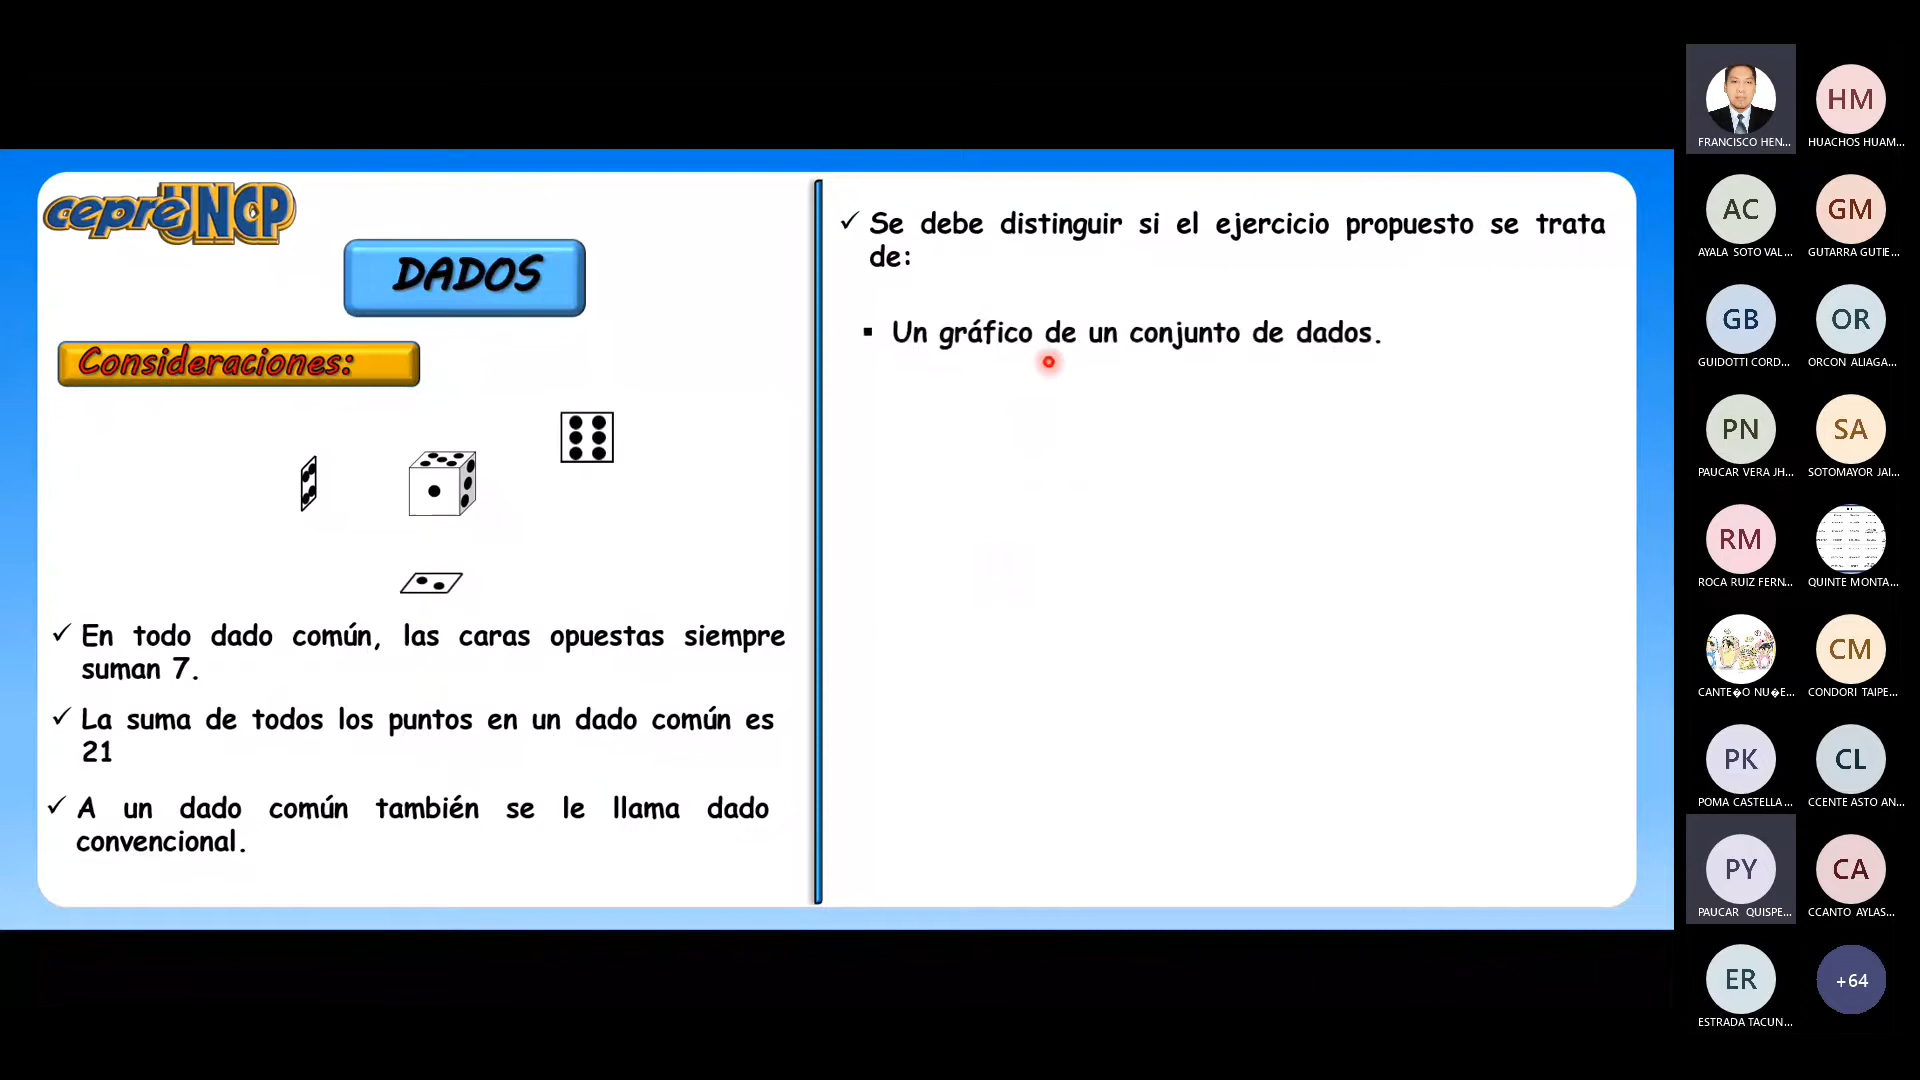 cepreUNCP
DADOS
Consideraciones:
✓ En todo dado común, las caras opuestas siempre
suman 7.
✓ La suma de todos los puntos en un dado común es
21
✓ A un dado común también se le llama dado
convencional.
✓ Se debe distinguir si el ejercicio propuesto se trata
de:
▪ Un gráfico de un conjunto de dados.
FRANCISCO HEN...
HM
HUACHOS HUAM...
AC
AYALA SOTO VAL...
GM
GUTARRA GUTIE...
GB
GUIDOTTI CORD...
OR
ORCON ALIAGA...
PN
PAUCAR VERA JH...
SA
SOTOMAYOR JAI...
RM
ROCA RUIZ FERN...
QUINTE MONTA...
CANTE�O NU�E...
CM
CONDORI TAIPE...
PK
POMA CASTELLA...
CL
CCENTE ASTO AN...
PY
PAUCAR QUISPE...
CA
CCANTO AYLAS...
ER
ESTRADA TACUN...
+64